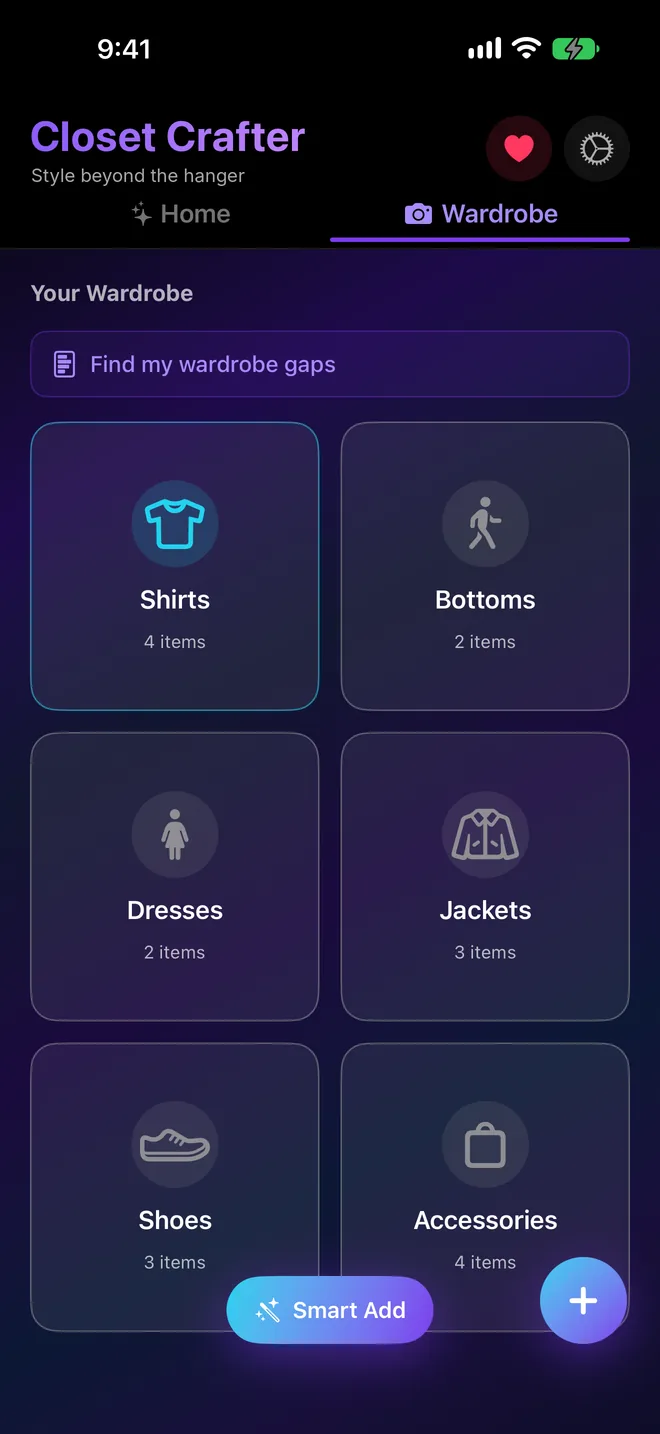 9:41
Closet Crafter
Style beyond the hanger
Home
Wardrobe
Your Wardrobe
Find my wardrobe gaps
Shirts
4 items
Bottoms
2 items
Dresses
2 items
Jackets
3 items
Shoes
3 items
Accessories
4 items
Smart Add